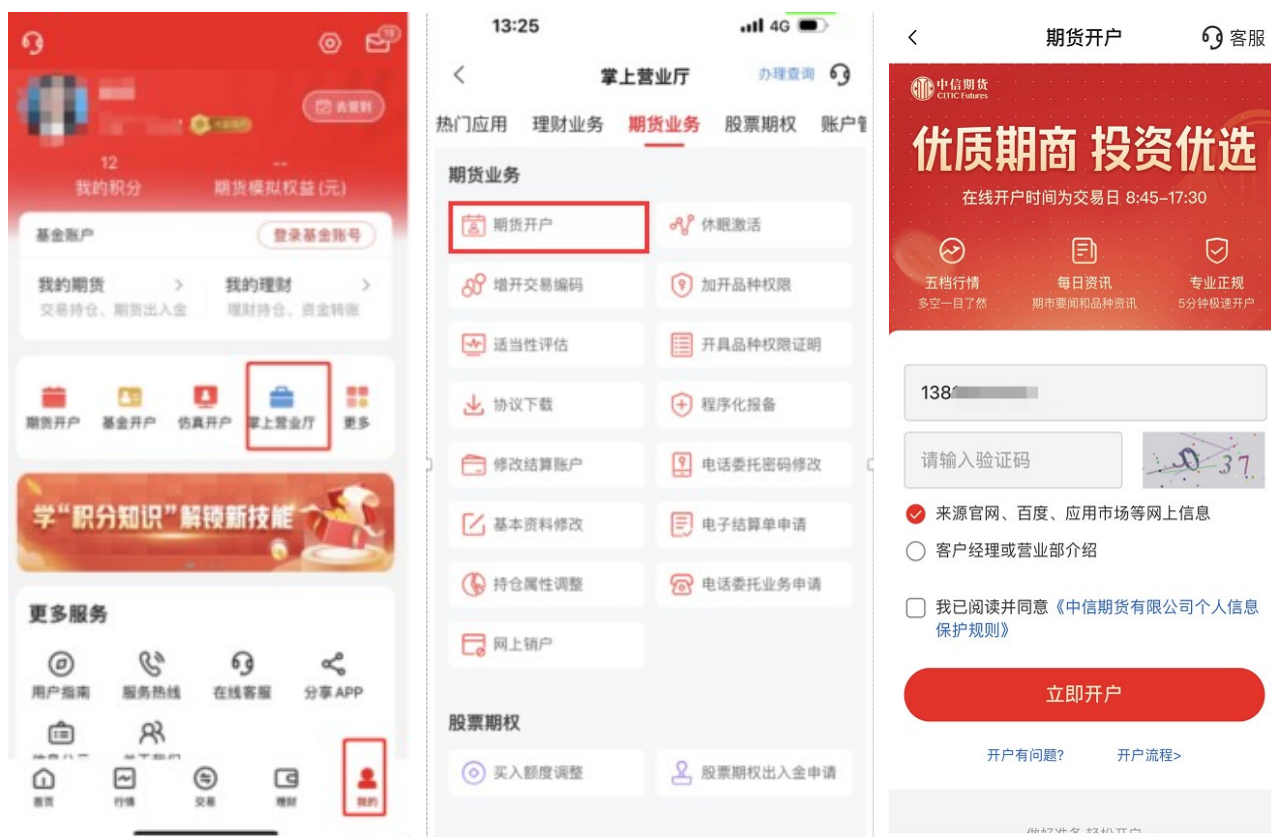 19
去签到
12
--
我的积分
期货模拟权益(元)
基金账户
登录基金账号
我的期货
我的理财
交易持仓、期货出入金
理财持仓、资金转账
期货开户
基金开户
仿真开户
掌上营业厅
更多
学“积分知识”解锁新技能
更多服务
用户指南
服务热线
在线客服
分享APP
首页
行情
交易
理财
我的
13:25
4G
掌上营业厅
办理查询
热门应用
理财业务
期货业务
股票期权
账户管
期货业务
期货开户
休眠激活
增开交易编码
加开品种权限
适当性评估
开具品种权限证明
协议下载
程序化报备
修改结算账户
电话委托密码修改
基本资料修改
电子结算单申请
持仓属性调整
电话委托业务申请
网上销户
股票期权
买入额度调整
股票期权出入金申请
期货开户
客服
中信期货
CITIC Futures
优质期商 投资优选
在线开户时间为交易日 8:45-17:30
五档行情
每日资讯
专业正规
多空一目了然
期市要闻和品种资讯
5分钟极速开户
138
请输入验证码
37
来源官网、百度、应用市场等网上信息
客户经理或营业部介绍
我已阅读并同意《中信期货有限公司个人信息
保护规则》
立即开户
开户有问题?
开户流程>
做好准备 轻松开户